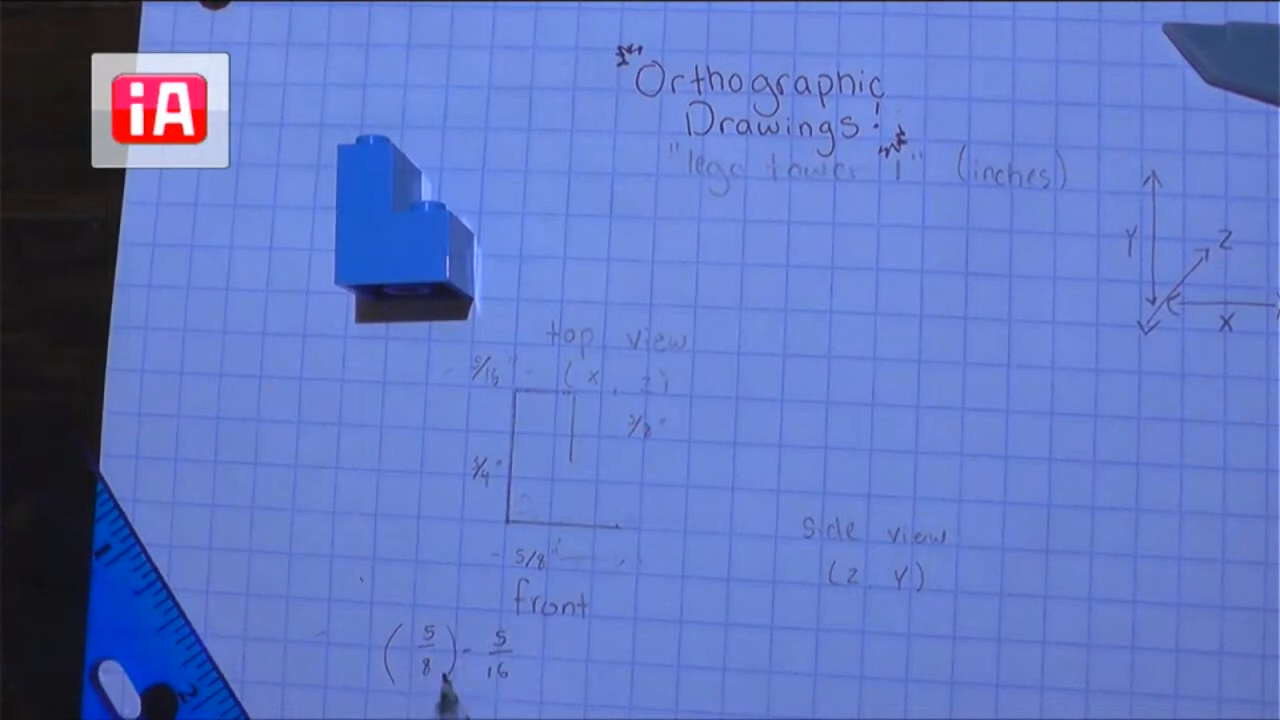 iA
Orthographic
Drawings:
"lego tower 1" (inches)
Y
Z
X
top view
5/16"
(x, z)
3/8"
5/8"
front
side view
(z Y)
(5/8) - 5/16
1
2